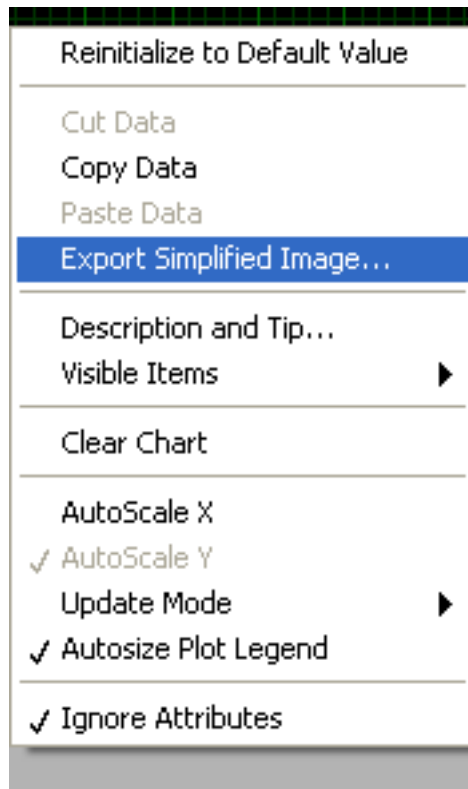 Reinitialize to Default Value
Cut Data
Copy Data
Paste Data
Export Simplified Image...
Description and Tip...
Visible Items
Clear Chart
AutoScale X
AutoScale Y
Update Mode
Autosize Plot Legend
Ignore Attributes